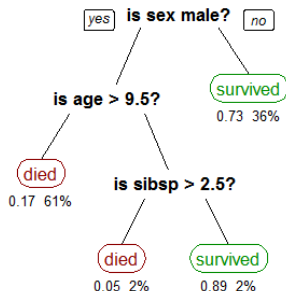 yes is sex male? no
survived
0.73 36%
is age > 9.5?
died
0.17 61%
is sibsp > 2.5?
died survived
0.05 2% 0.89 2%